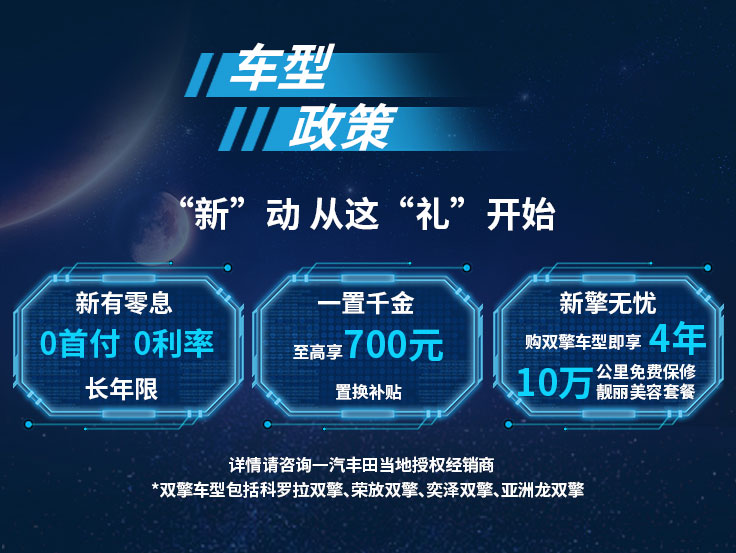 车型
政策
“新”动 从这“礼”开始
新有零息
0首付 0利率
长年限
一置千金
至高享700元
置换补贴
新擎无忧
购双擎车型即享 4年
10万公里免费保修
靓丽美容套餐
详情请咨询一汽丰田当地授权经销商
*双擎车型包括科罗拉双擎、荣放双擎、奕泽双擎、亚洲龙双擎